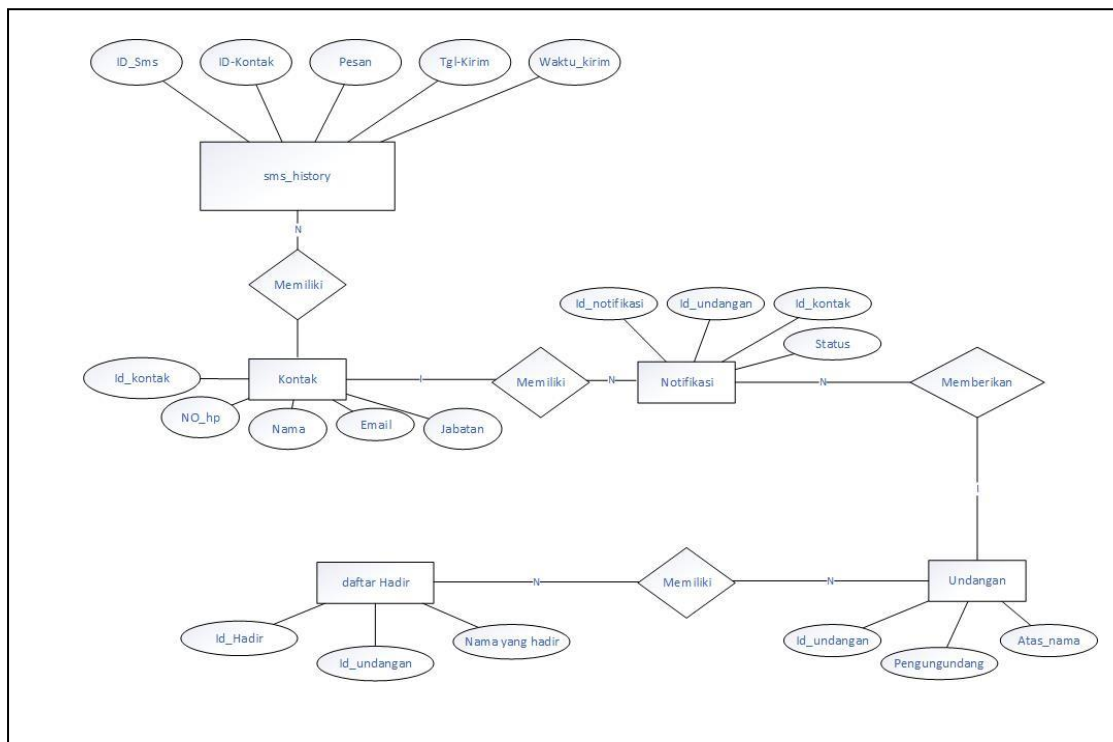 ID_Sms
ID-Kontak
Pesan
Tgl-Kirim
Waktu_kirim
sms_history
N
Memiliki
Id_notifikasi
Id_undangan
Id_kontak
Status
Id_kontak
Kontak
I
Memiliki
N
Notifikasi
N
Memberikan
NO_hp
Nama
Email
Jabatan
I
daftar Hadir
N
Memiliki
N
Undangan
Id_Hadir
Id_undangan
Nama yang hadir
Id_undangan
Pengungundang
Atas_nama